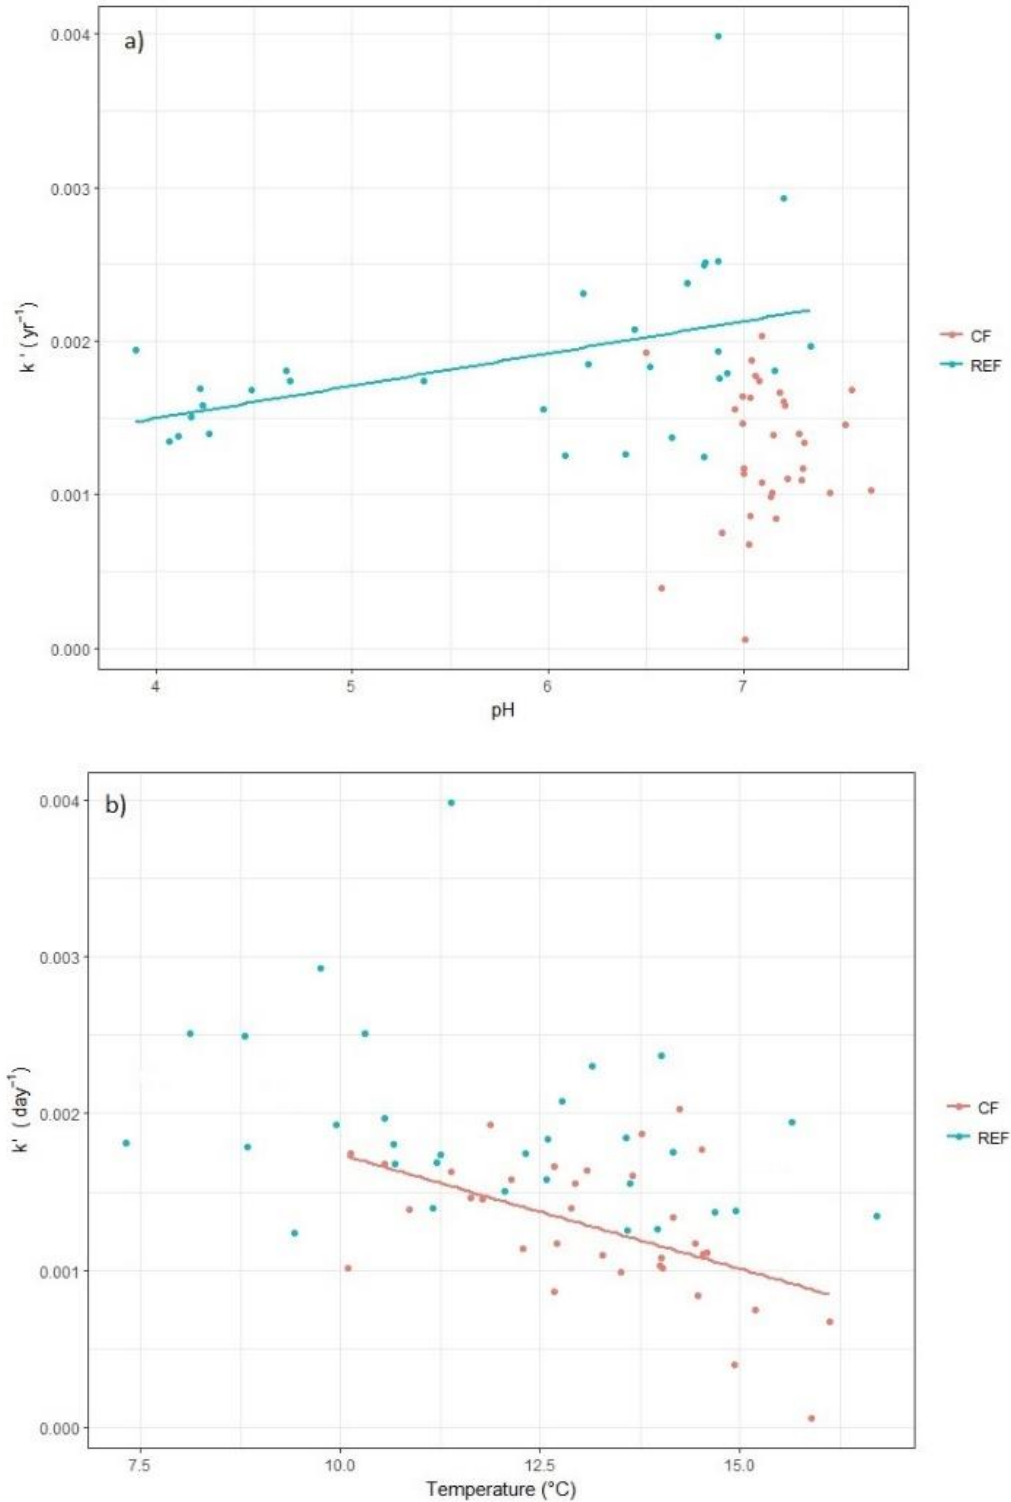 a)
0.004
0.003
0.002
0.001
0.000
k ' ( yr⁻¹)
4 5 6 7
pH
CF
REF
b)
0.004
0.003
0.002
0.001
0.000
k' ( day⁻¹)
7.5 10.0 12.5 15.0
Temperature (°C)
CF
REF